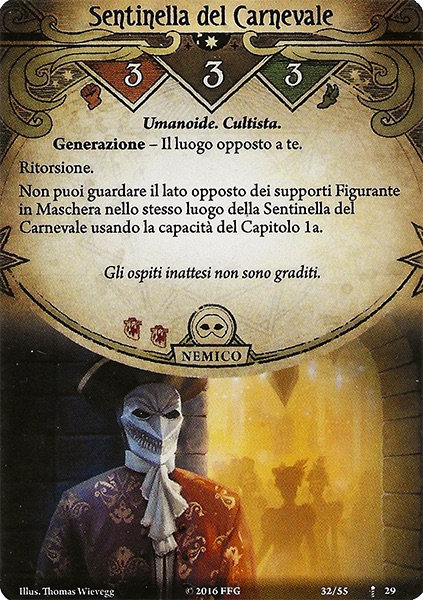 Sentinella del Carnevale
3 3 3
Umanoide. Cultista.
Generazione – Il luogo opposto a te.
Ritorsione.
Non puoi guardare il lato opposto dei supporti Figurante
in Maschera nello stesso luogo della Sentinella del
Carnevale usando la capacità del Capitolo 1a.
Gli ospiti inattesi non sono graditi.
NEMICO
Illus. Thomas Wievegg © 2016 FFG 32/55 29